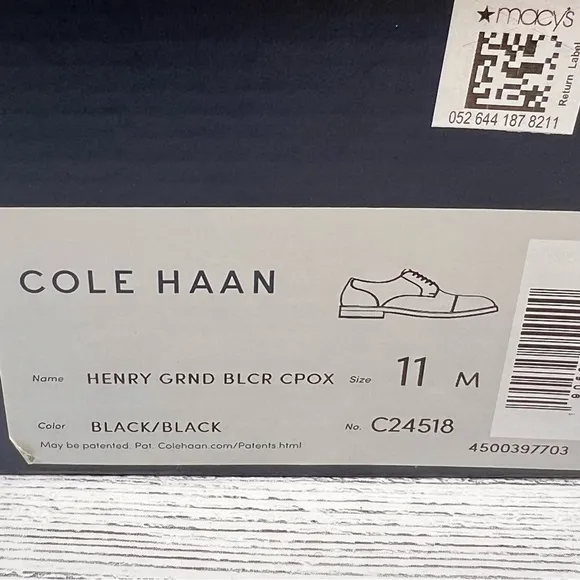 ★macy's
Return Label
052 644 187 8211
COLE HAAN
Name HENRY GRND BLCR CPOX Size 11 M
Color BLACK/BLACK No. C24518
May be patented. Pat. Colehaan.com/Patents.html
4500397703